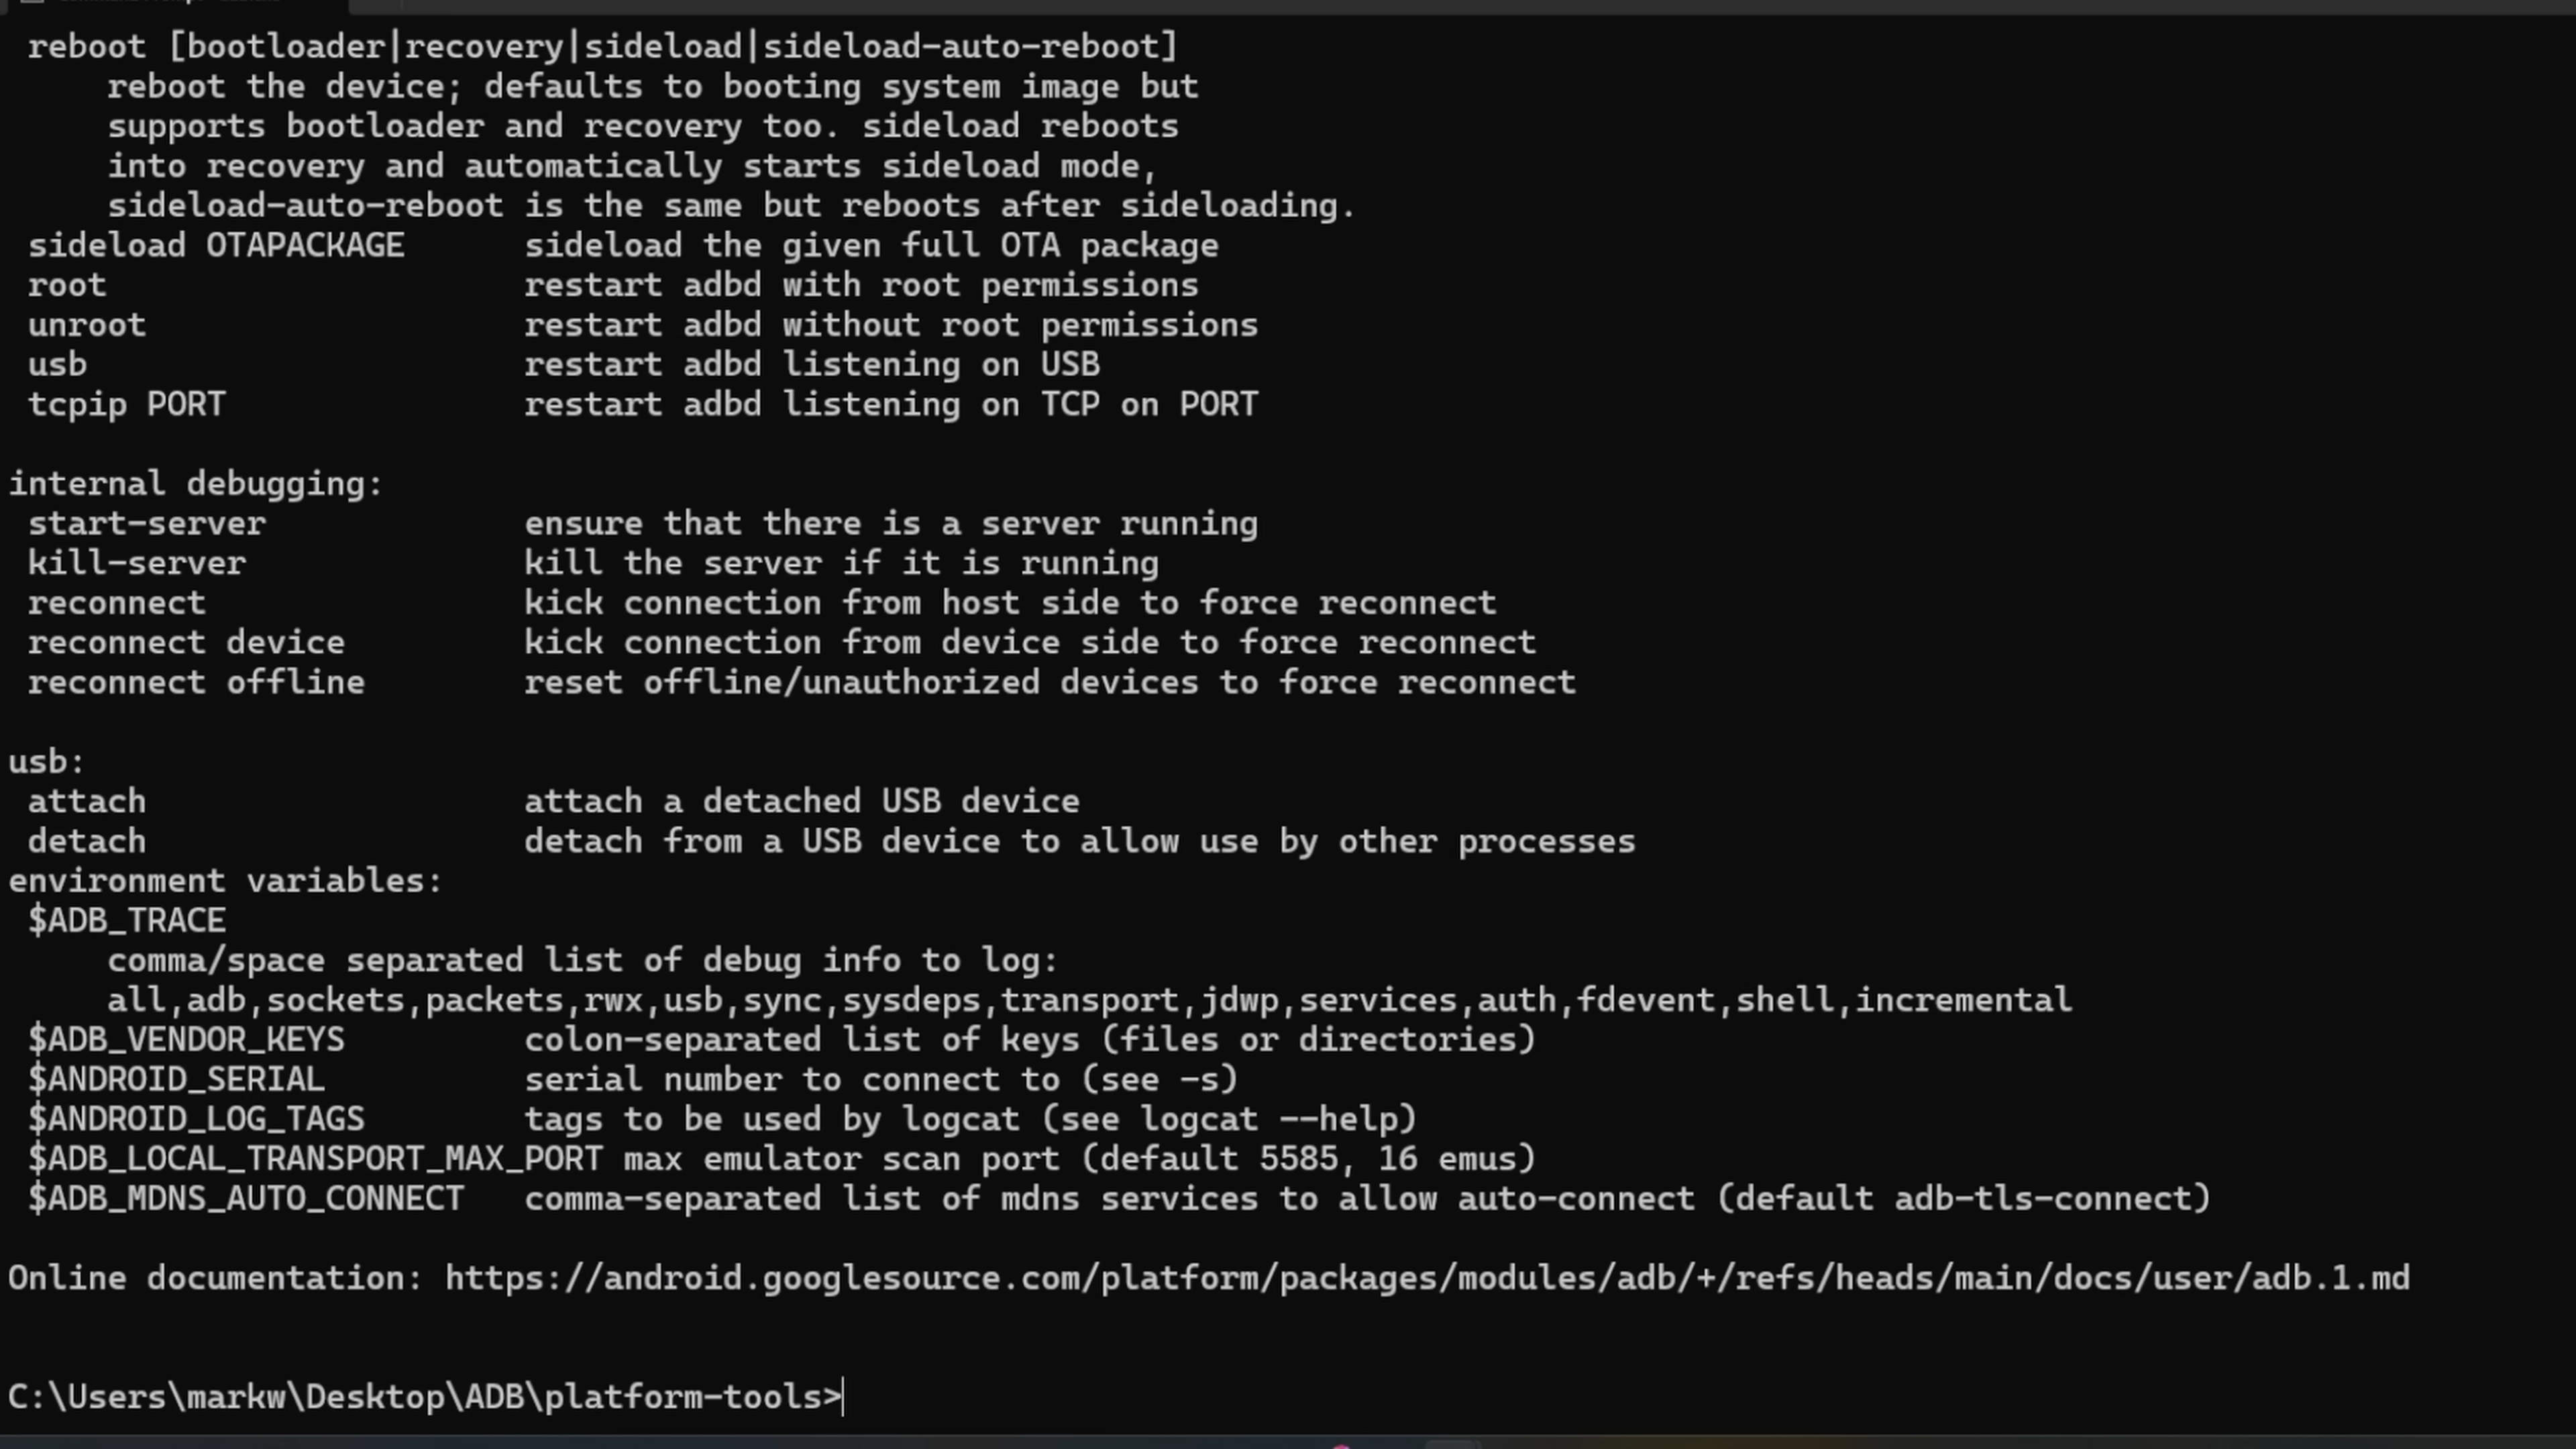 reboot [bootloader|recovery|sideload|sideload-auto-reboot]
reboot the device; defaults to booting system image but
supports bootloader and recovery too. sideload reboots
into recovery and automatically starts sideload mode,
sideload-auto-reboot is the same but reboots after sideloading.
sideload OTAPACKAGE sideload the given full OTA package
root restart adbd with root permissions
unroot restart adbd without root permissions
usb restart adbd listening on USB
tcpip PORT restart adbd listening on TCP on PORT
internal debugging:
start-server ensure that there is a server running
kill-server kill the server if it is running
reconnect kick connection from host side to force reconnect
reconnect device kick connection from device side to force reconnect
reconnect offline reset offline/unauthorized devices to force reconnect
usb:
attach attach a detached USB device
detach detach from a USB device to allow use by other processes
environment variables:
$ADB_TRACE
comma/space separated list of debug info to log:
all,adb,sockets,packets,rwx,usb,sync,sysdeps,transport,jdwp,services,auth,fdevent,shell,incremental
$ADB_VENDOR_KEYS colon-separated list of keys (files or directories)
$ANDROID_SERIAL serial number to connect to (see -s)
$ANDROID_LOG_TAGS tags to be used by logcat (see logcat --help)
$ADB_LOCAL_TRANSPORT_MAX_PORT max emulator scan port (default 5585, 16 emus)
$ADB_MDNS_AUTO_CONNECT comma-separated list of mdns services to allow auto-connect (default adb-tls-connect)
Online documentation: https://android.googlesource.com/platform/packages/modules/adb/+/refs/heads/main/docs/user/adb.1.md
C:\Users\markw\Desktop\ADB\platform-tools>